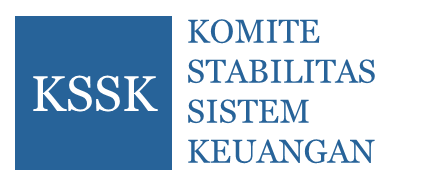 KSSK
KOMITE
STABILITAS
SISTEM
KEUANGAN